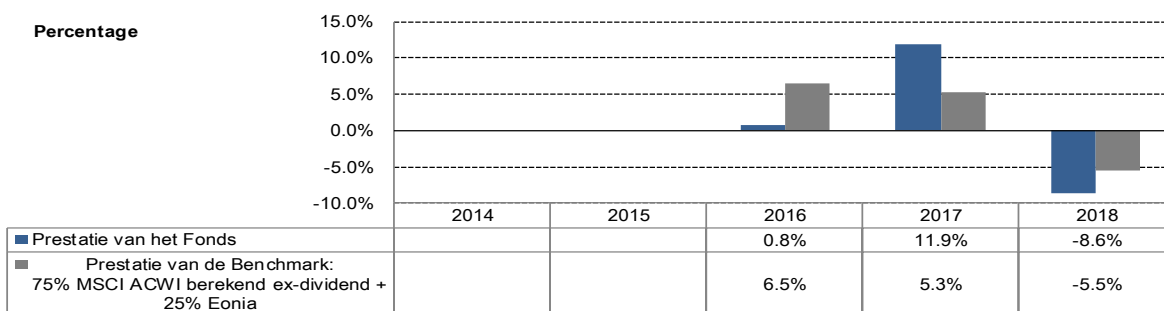 Percentage
15.0%
10.0%
5.0%
0.0%
-5.0%
-10.0%
2014 2015 2016 2017 2018
Prestatie van het Fonds 0.8% 11.9% -8.6%
Prestatie van de Benchmark:
75% MSCI ACWI berekend ex-dividend + 6.5% 5.3% -5.5%
25% Eonia